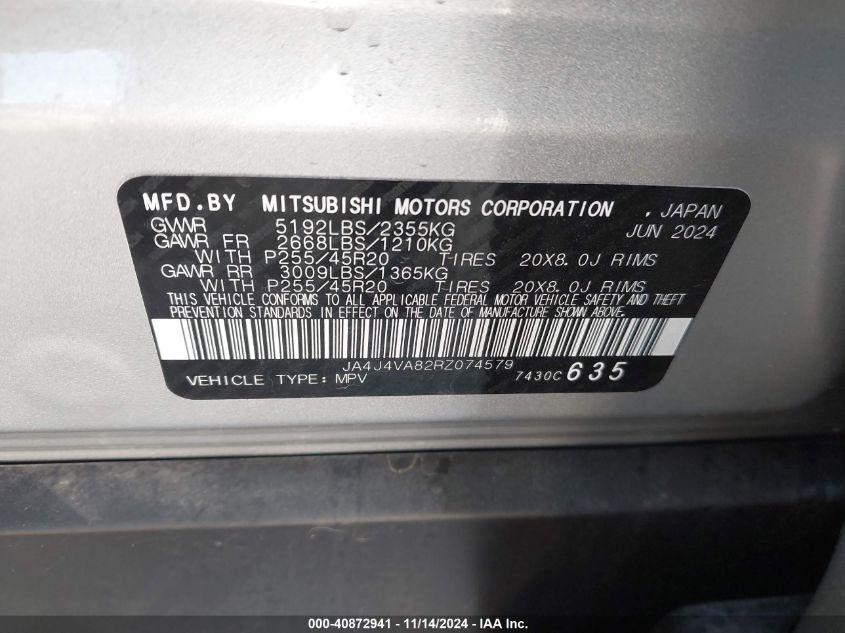 MFD.BY MITSUBISHI MOTORS CORPORATION , JAPAN
GVWR 5192LBS/2355KG JUN 2024
GAWR FR 2668LBS/1210KG
WITH P255/45R20 TIRES 20X8.0J RIMS
GAWR RR 3009LBS/1365KG
WITH P255/45R20 TIRES 20X8.0J RIMS
THIS VEHICLE CONFORMS TO ALL APPLICABLE FEDERAL MOTOR VEHICLE SAFETY AND THEFT
PREVENTION STANDARDS IN EFFECT ON THE DATE OF MANUFACTURE SHOWN ABOVE.
JA4J4VA82RZ074579
VEHICLE TYPE: MPV 7430C 635
000-40872941 - 11/14/2024 - IAA Inc.